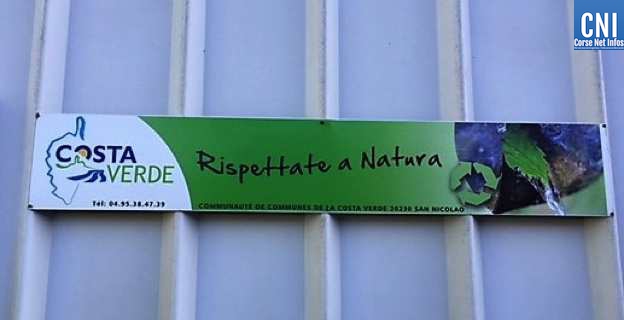 CNI
Corse Net Infos
COSTA
VERDE
Rispettate a Natura
Tél: 04.95.38.47.39
COMMUNAUTÉ DE COMMUNES DE LA COSTA VERDE 20230 SAN NICOLAO